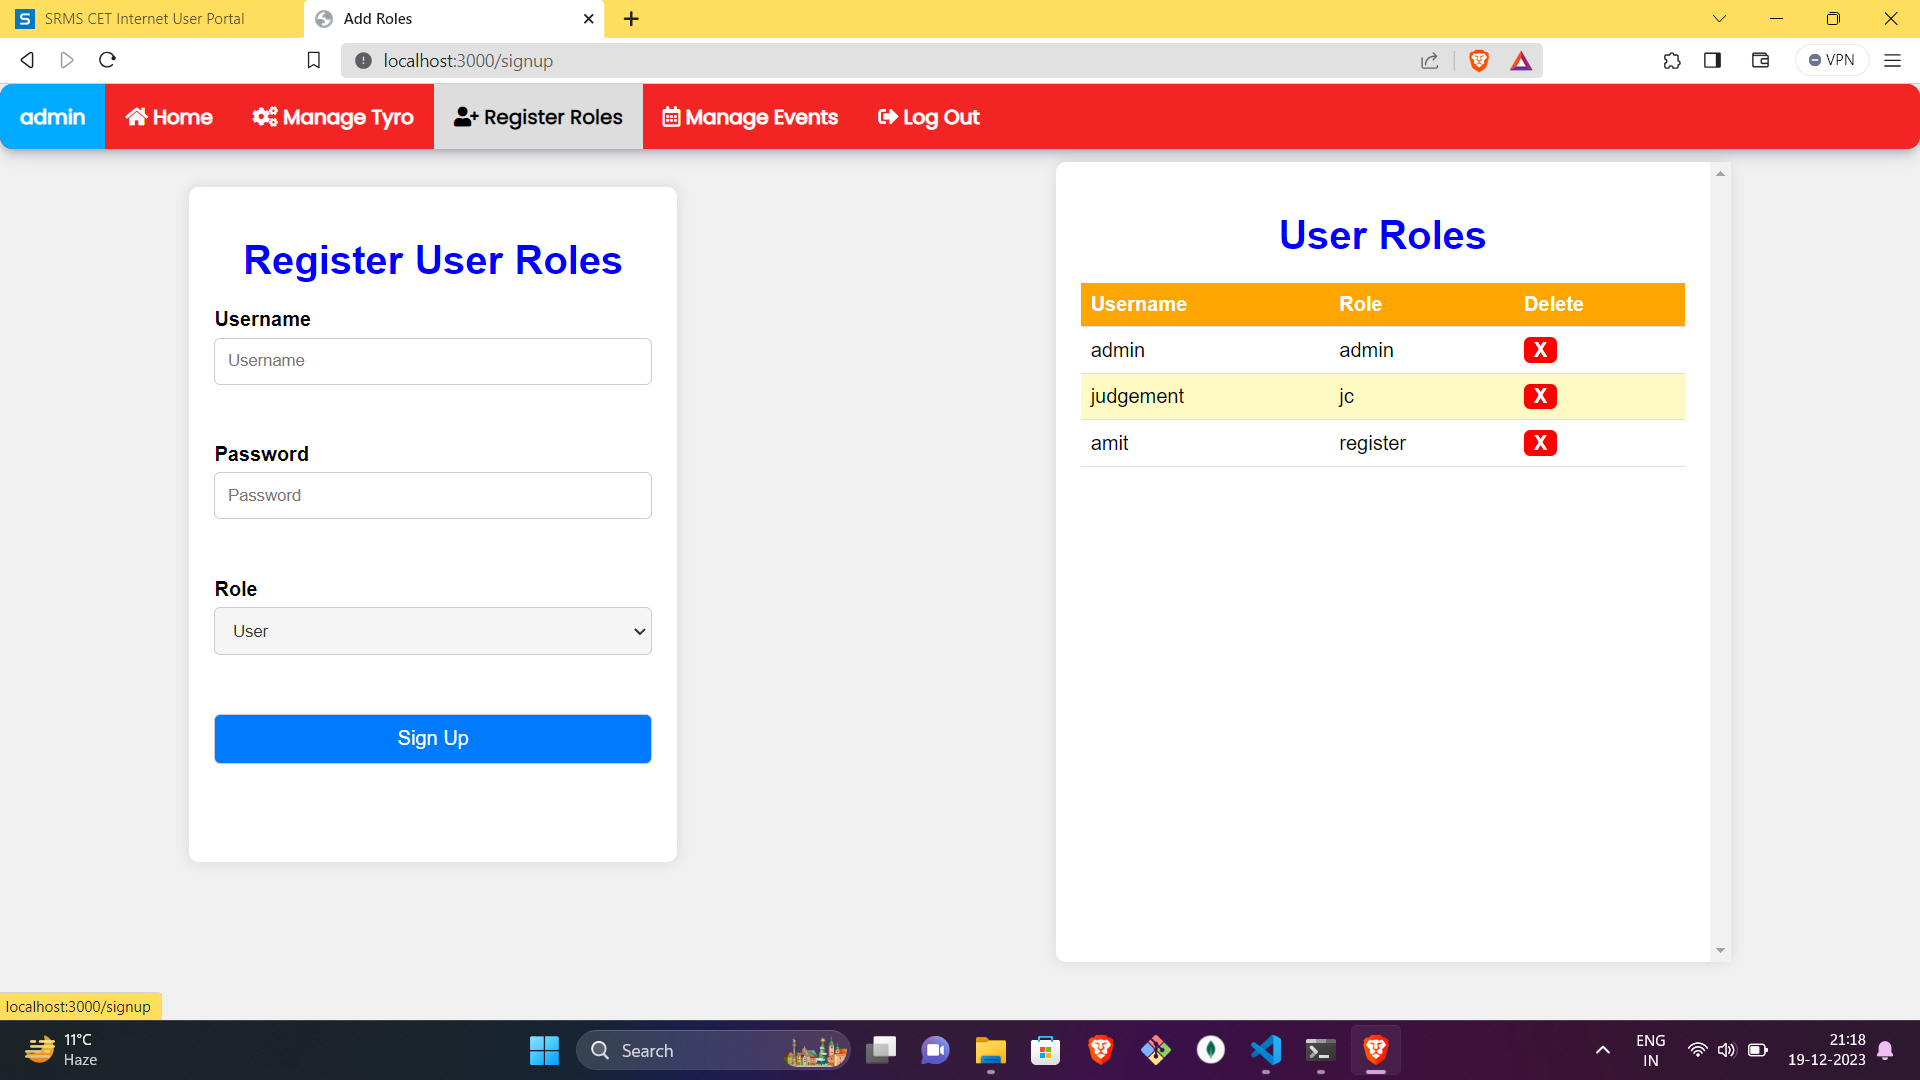 SRMS CET Internet User Portal
Add Roles
localhost:3000/signup
VPN
admin Home Manage Tyro Register Roles Manage Events Log Out
Register User Roles
Username
Username
Password
Password
Role
User
Sign Up
User Roles
Username Role Delete
admin admin X
judgement jc X
amit register X
localhost:3000/signup
11°C
Haze
Search
ENG
IN
21:18
19-12-2023